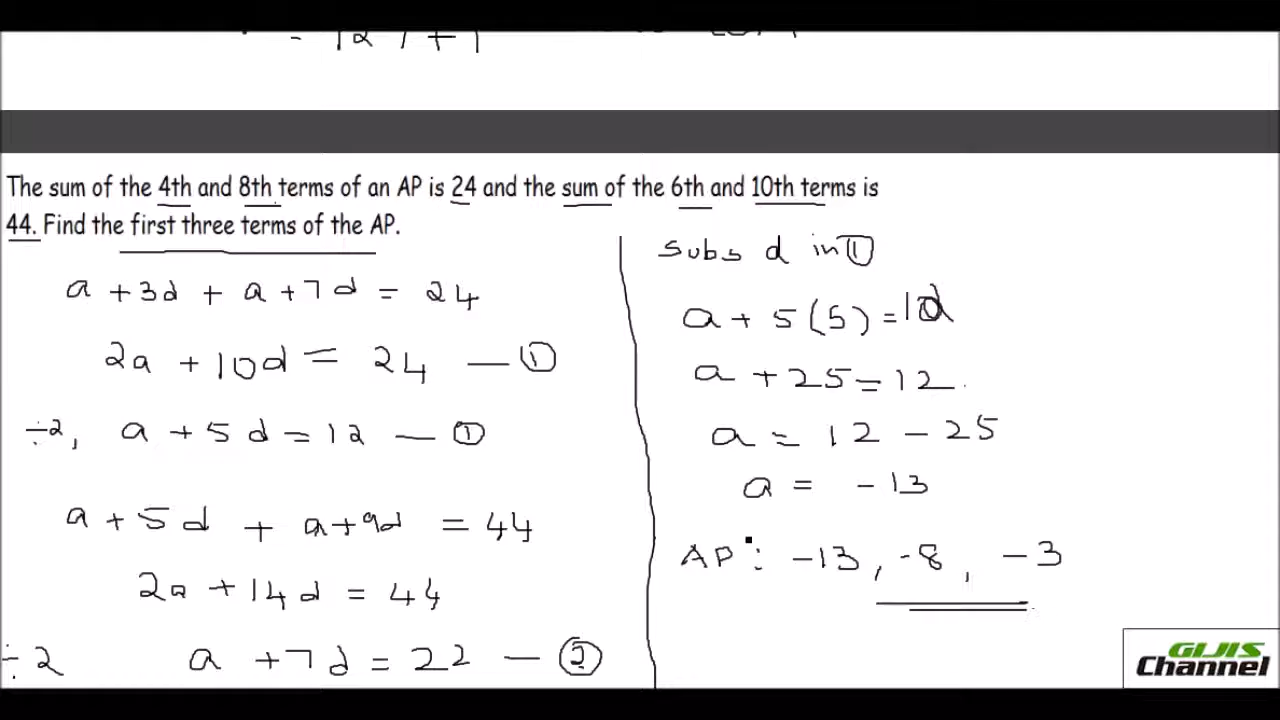 The sum of the 4th and 8th terms of an AP is 24 and the sum of the 6th and 10th terms is
44. Find the first three terms of the AP.
a + 3d + a + 7d = 24
2a + 10d = 24 — ①
÷2, a + 5d = 12 — ①
a + 5d + a + 9d = 44
2a + 14d = 44
÷2 a + 7d = 22 — ②
subs d in ①
a + 5(5) =
a + 25 = 12
a = 12 - 25
a = -13
AP : -13, -8, -3
GIJIS
Channel